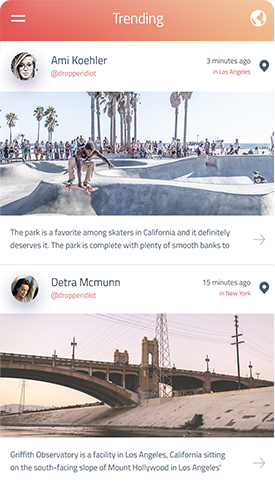 Trending
Ami Koehler
3 minutes ago
@dropperidiot
in Los Angeles
The park is a favorite among skaters in California and it definitely
deserves it. The park is complete with plenty of smooth banks to
Detra Mcmunn
15 minutes ago
@dropperidiot
in New York
Griffith Observatory is a facility in Los Angeles, California sitting
on the south-facing slope of Mount Hollywood in Los Angeles'